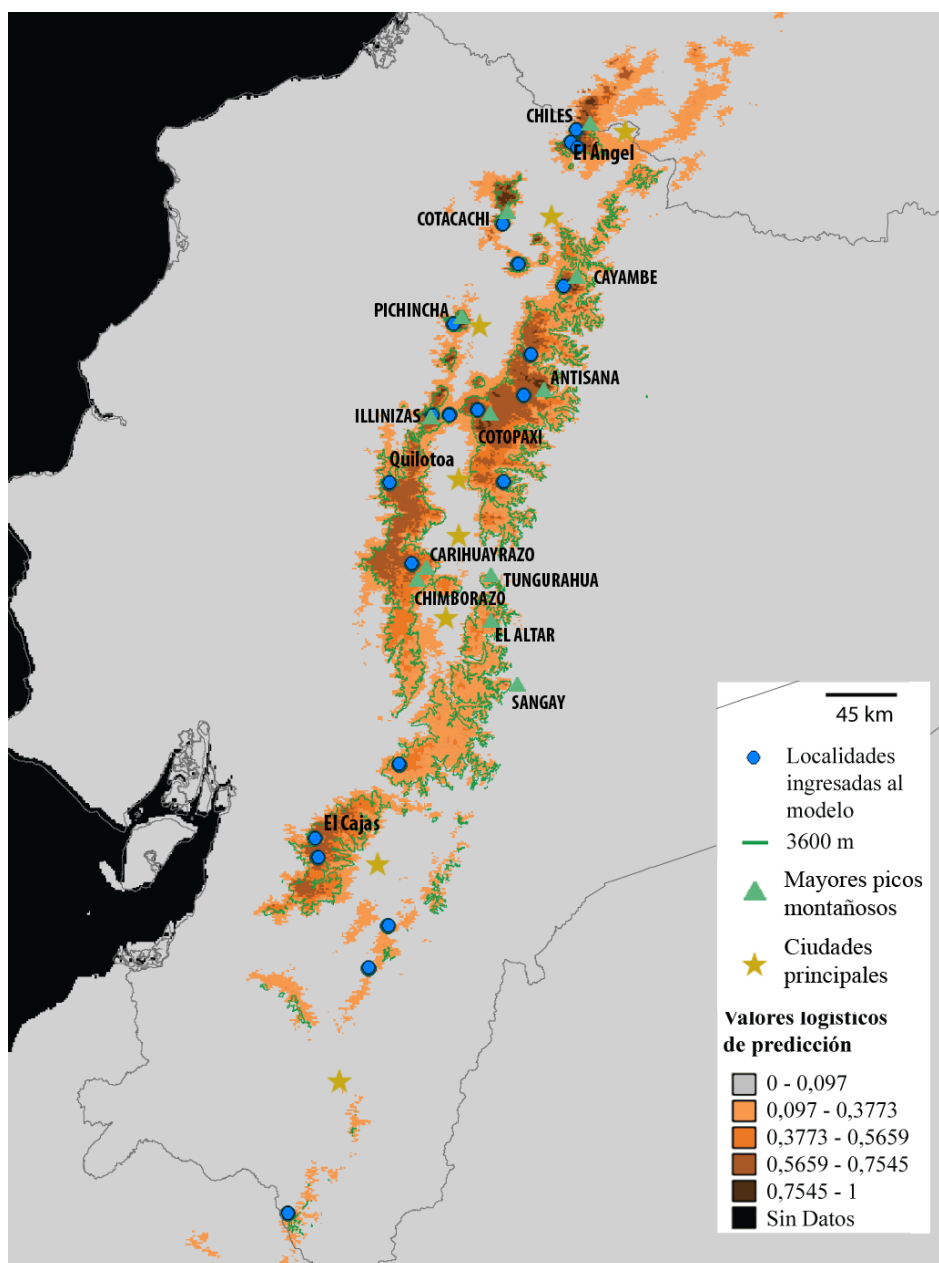 CHILES
El Angel
COTACACHI
CAYAMBE
PICHINCHA
ANTISANA
ILLINIZAS
COTOPAXI
Quilotoa
CARIHUAYRAZO
TUNGURAHUA
CHIMBORAZO
EL ALTAR
SANGAY
El Cajas
45 km
Localidades
ingresadas al
modelo
3600 m
Mayores picos
montañosos
Ciudades
principales
Valores logísticos
de predicción
0 - 0,097
0,097 - 0,3773
0,3773 - 0,5659
0,5659 - 0,7545
0,7545 - 1
Sin Datos